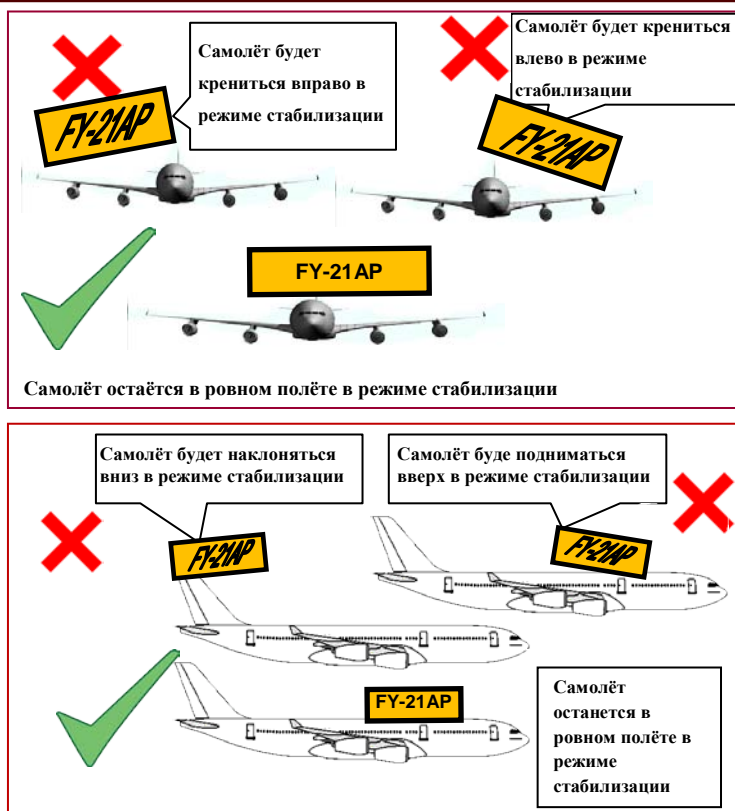 Самолёт будет
крениться вправо в
режиме стабилизации
Самолёт будет крениться
влево в режиме
стабилизации
FY-21AP
FY-21AP
FY-21AP
Самолёт остаётся в ровном полёте в режиме стабилизации
Самолёт будет наклоняться
вниз в режиме стабилизации
Самолёт буде подниматься
вверх в режиме стабилизации
FY-21AP
FY-21AP
FY-21AP
Самолёт
останется в
ровном полёте в
режиме
стабилизации